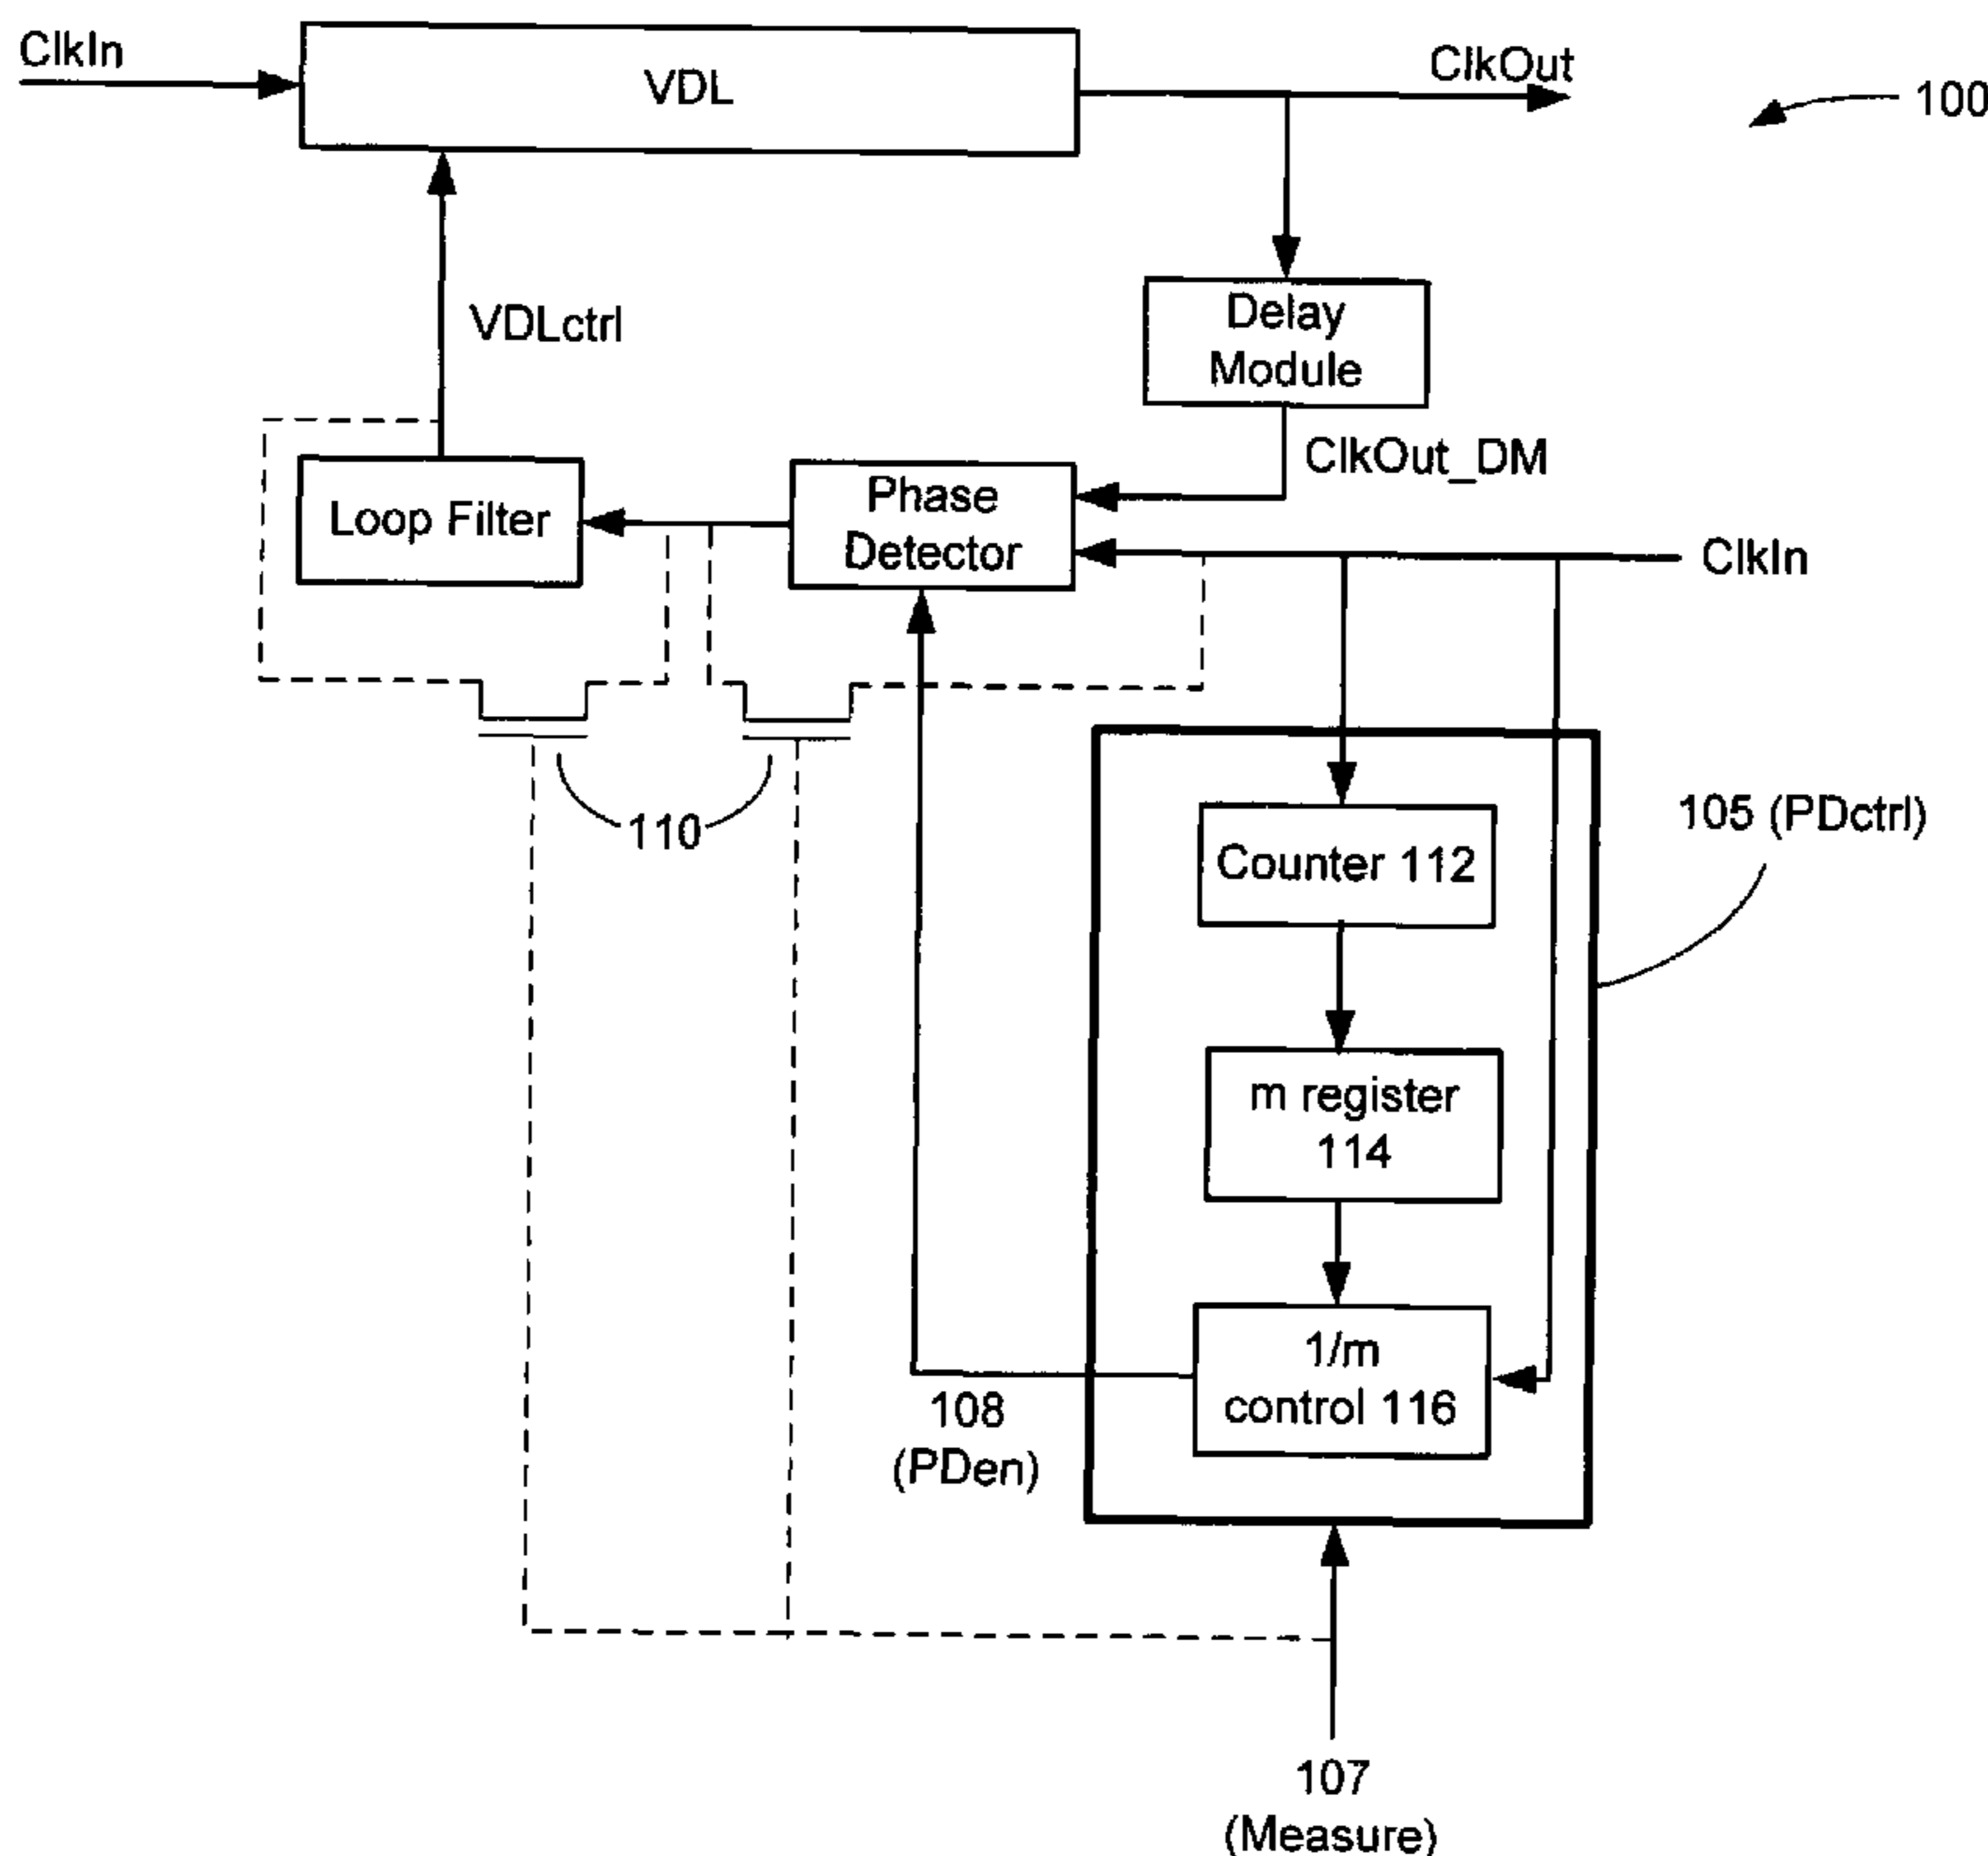 ClkIn
VDL
ClkOut
100
VDLctrl
Delay
Module
ClkOut_DM
Loop Filter
Phase
Detector
ClkIn
110
105 (PDctrl)
Counter 112
m register
114
1/m
control 116
108
(PDen)
107
(Measure)